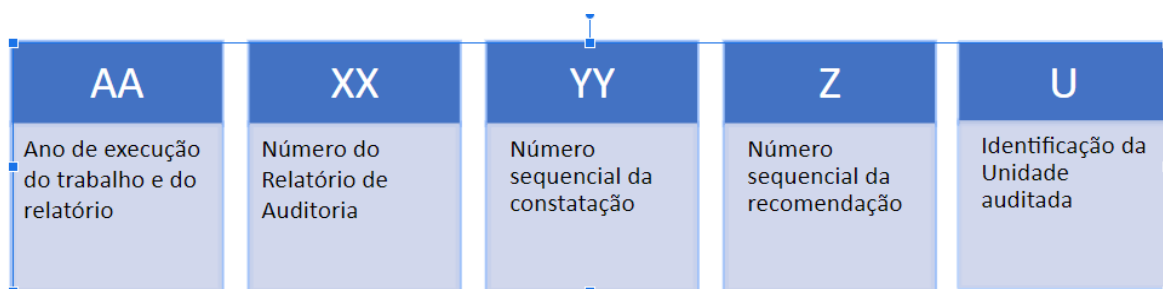 AA
Ano de execução
do trabalho e do
relatório
XX
Número do
Relatório de
Auditoria
YY
Número
sequencial da
constatação
Z
Número
sequencial da
recomendação
U
Identificação da
Unidade
auditada